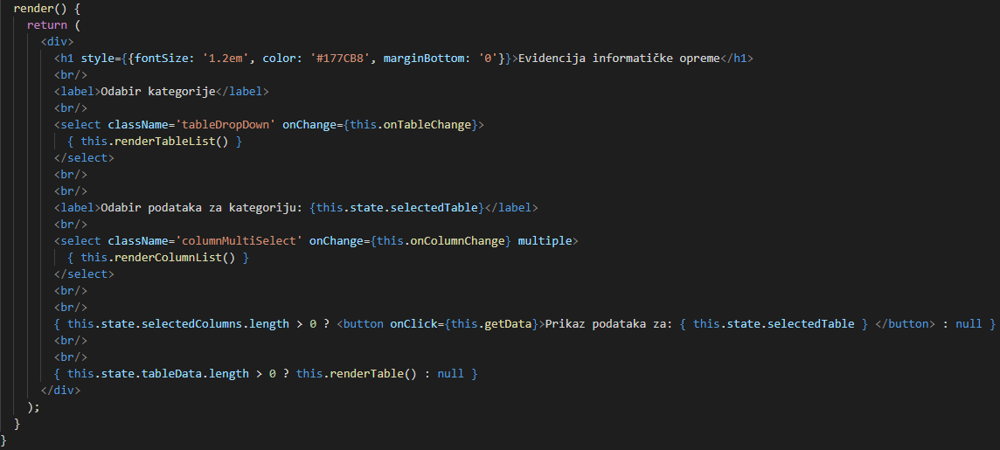 render() {
return (
<div>
<h1 style={{fontSize: '1.2em', color: '#177CB8', marginBottom: '0'}}>Evidencija informatičke opreme</h1>
<br/>
<label>Odabir kategorije</label>
<br/>
<select className='tableDropDown' onChange={this.onTableChange}>
{ this.renderTableList() }
</select>
<br/>
<br/>
<label>Odabir podataka za kategoriju: {this.state.selectedTable}</label>
<br/>
<select className='columnMultiSelect' onChange={this.onColumnChange} multiple>
{ this.renderColumnList() }
</select>
<br/>
<br/>
{ this.state.selectedColumns.length > 0 ? <button onClick={this.getData}>Prikaz podataka za: { this.state.selectedTable } </button> : null }
<br/>
<br/>
{ this.state.tableData.length > 0 ? this.renderTable() : null }
</div>
);
}
}